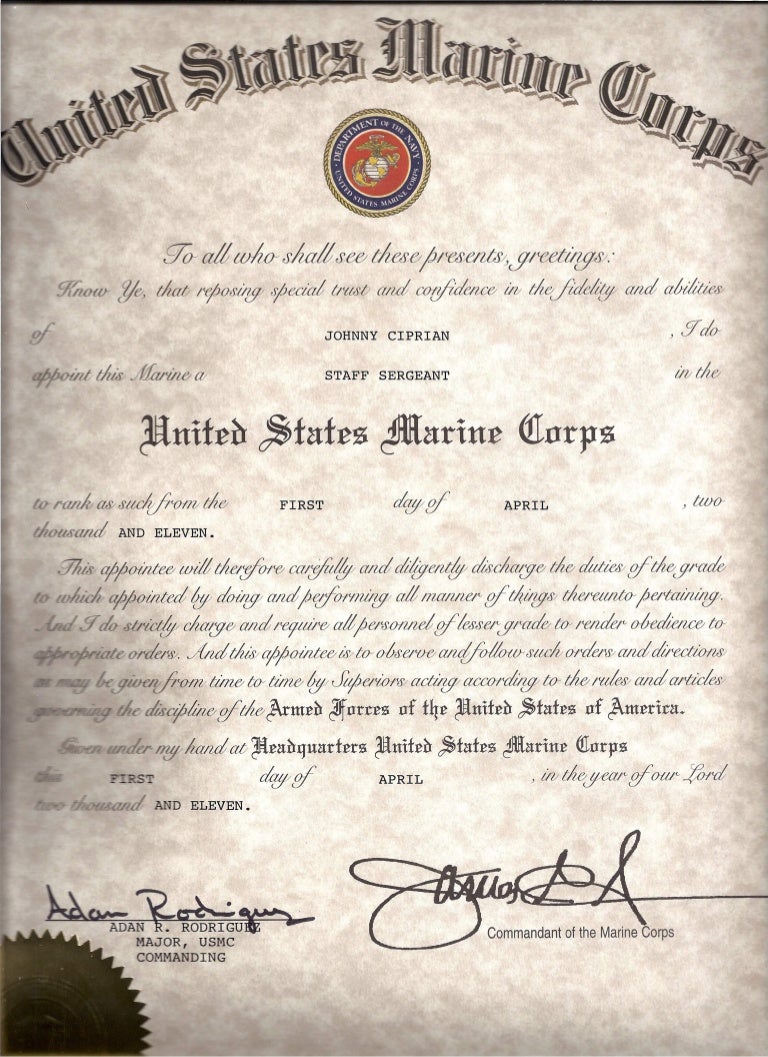 United States Marine Corps
DEPARTMENT OF THE NAVY
UNITED STATES MARINE CORPS
To all who shall see these presents, greetings:
Know Ye, that reposing special trust and confidence in the fidelity and abilities
of JOHNNY CIPRIAN , I do
appoint this Marine a STAFF SERGEANT in the
United States Marine Corps
to rank as such from the FIRST day of APRIL , two
thousand AND ELEVEN.
This appointee will therefore carefully and diligently discharge the duties of the grade
to which appointed by doing and performing all manner of things thereunto pertaining.
And I do strictly charge and require all personnel of lesser grade to render obedience to
appropriate orders. And this appointee is to observe and follow such orders and directions
as may be given from time to time by Superiors acting according to the rules and articles
governing the discipline of the Armed Forces of the United States of America.
Given under my hand at Headquarters United States Marine Corps
this FIRST day of APRIL , in the year of our Lord
two thousand AND ELEVEN.
Adan Rodriguez
ADAN R. RODRIGUEZ
MAJOR, USMC
COMMANDING
James
Commandant of the Marine Corps